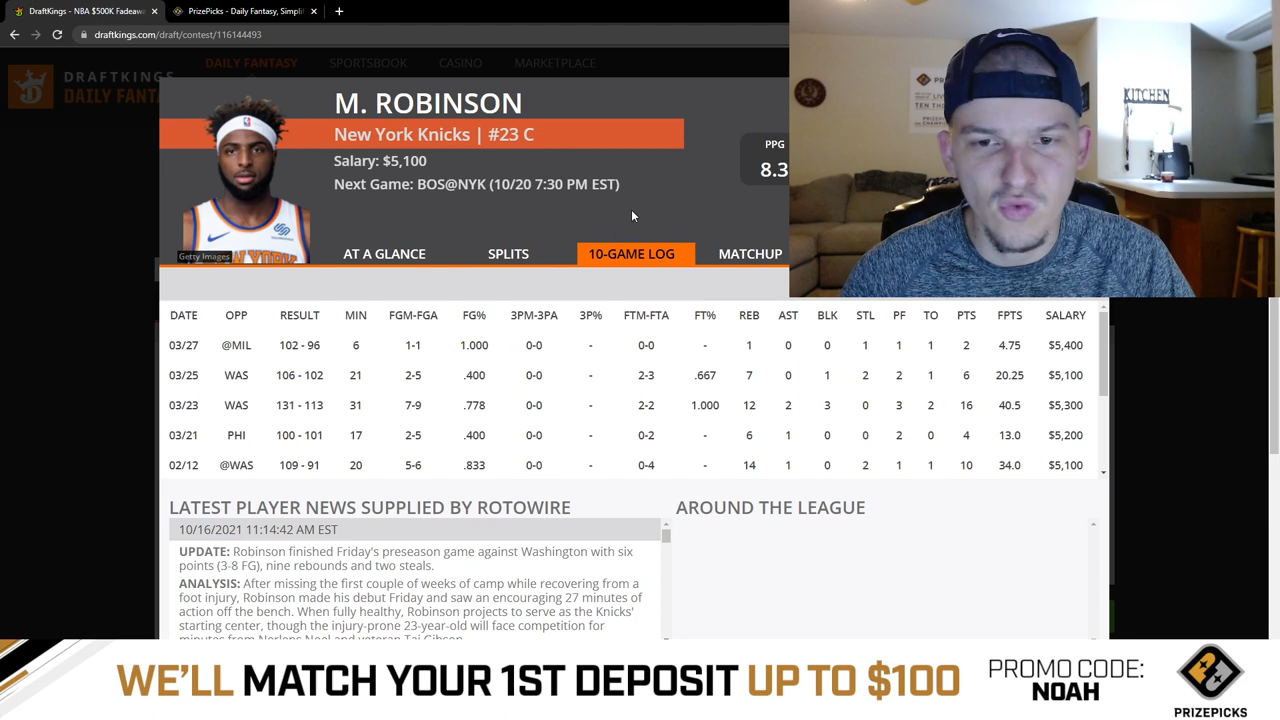 DraftKings - NBA $500K Fadeaw
PrizePicks - Daily Fantasy, Simpli
draftkings.com/draft/contest/116144493
DRAFTKINGS
DAILY FANTA
DAILY FANTASY SPORTSBOOK CASINO MARKETPLACE
M. ROBINSON
New York Knicks | #23 C
Salary: $5,100
Next Game: BOS@NYK (10/20 7:30 PM EST)
PPG
8.3
Getty Images
AT A GLANCE SPLITS 10-GAME LOG MATCHUP
DATE OPP RESULT MIN FGM-FGA FG% 3PM-3PA 3P% FTM-FTA FT% REB AST BLK STL PF TO PTS FPTS SALARY
03/27 @MIL 102 - 96 6 1-1 1.000 0-0 - 0-0 - 1 0 0 1 1 1 2 4.75 $5,400
03/25 WAS 106 - 102 21 2-5 .400 0-0 - 2-3 .667 7 0 1 2 2 1 6 20.25 $5,100
03/23 WAS 131 - 113 31 7-9 .778 0-0 - 2-2 1.000 12 2 3 0 3 2 16 40.5 $5,300
03/21 PHI 100 - 101 17 2-5 .400 0-0 - 0-2 - 6 1 0 0 2 0 4 13.0 $5,200
02/12 @WAS 109 - 91 20 5-6 .833 0-0 - 0-4 - 14 1 0 2 1 1 10 34.0 $5,100
LATEST PLAYER NEWS SUPPLIED BY ROTOWIRE
AROUND THE LEAGUE
10/16/2021 11:14:42 AM EST
UPDATE: Robinson finished Friday's preseason game against Washington with six
points (3-8 FG), nine rebounds and two steals.
ANALYSIS: After missing the first couple of weeks of camp while recovering from a
foot injury, Robinson made his debut Friday and saw an encouraging 27 minutes of
action off the bench. When fully healthy, Robinson projects to serve as the Knicks'
starting center, though the injury-prone 23-year-old will face competition for
minutes from Nerlens Noel and veteran Taj Gibson.
KITCHEN
WE'LL MATCH YOUR 1ST DEPOSIT UP TO $100
PROMO CODE:
NOAH
PRIZEPICKS